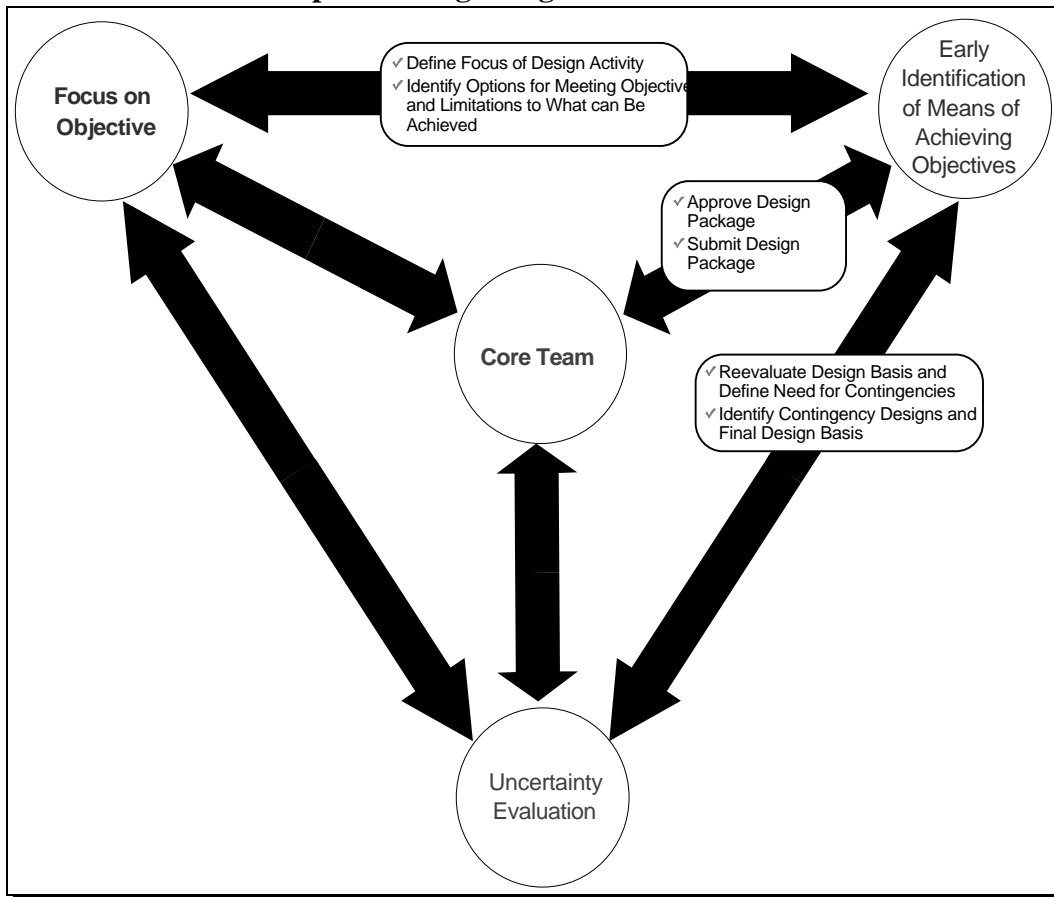 Focus on
Objective
✓ Define Focus of Design Activity
✓ Identify Options for Meeting Objective
and Limitations to What can Be
Achieved
Early
Identification
of Means of
Achieving
Objectives
✓ Approve Design
Package
✓ Submit Design
Package
Core Team
✓ Reevaluate Design Basis and
Define Need for Contingencies
✓ Identify Contingency Designs and
Final Design Basis
Uncertainty
Evaluation